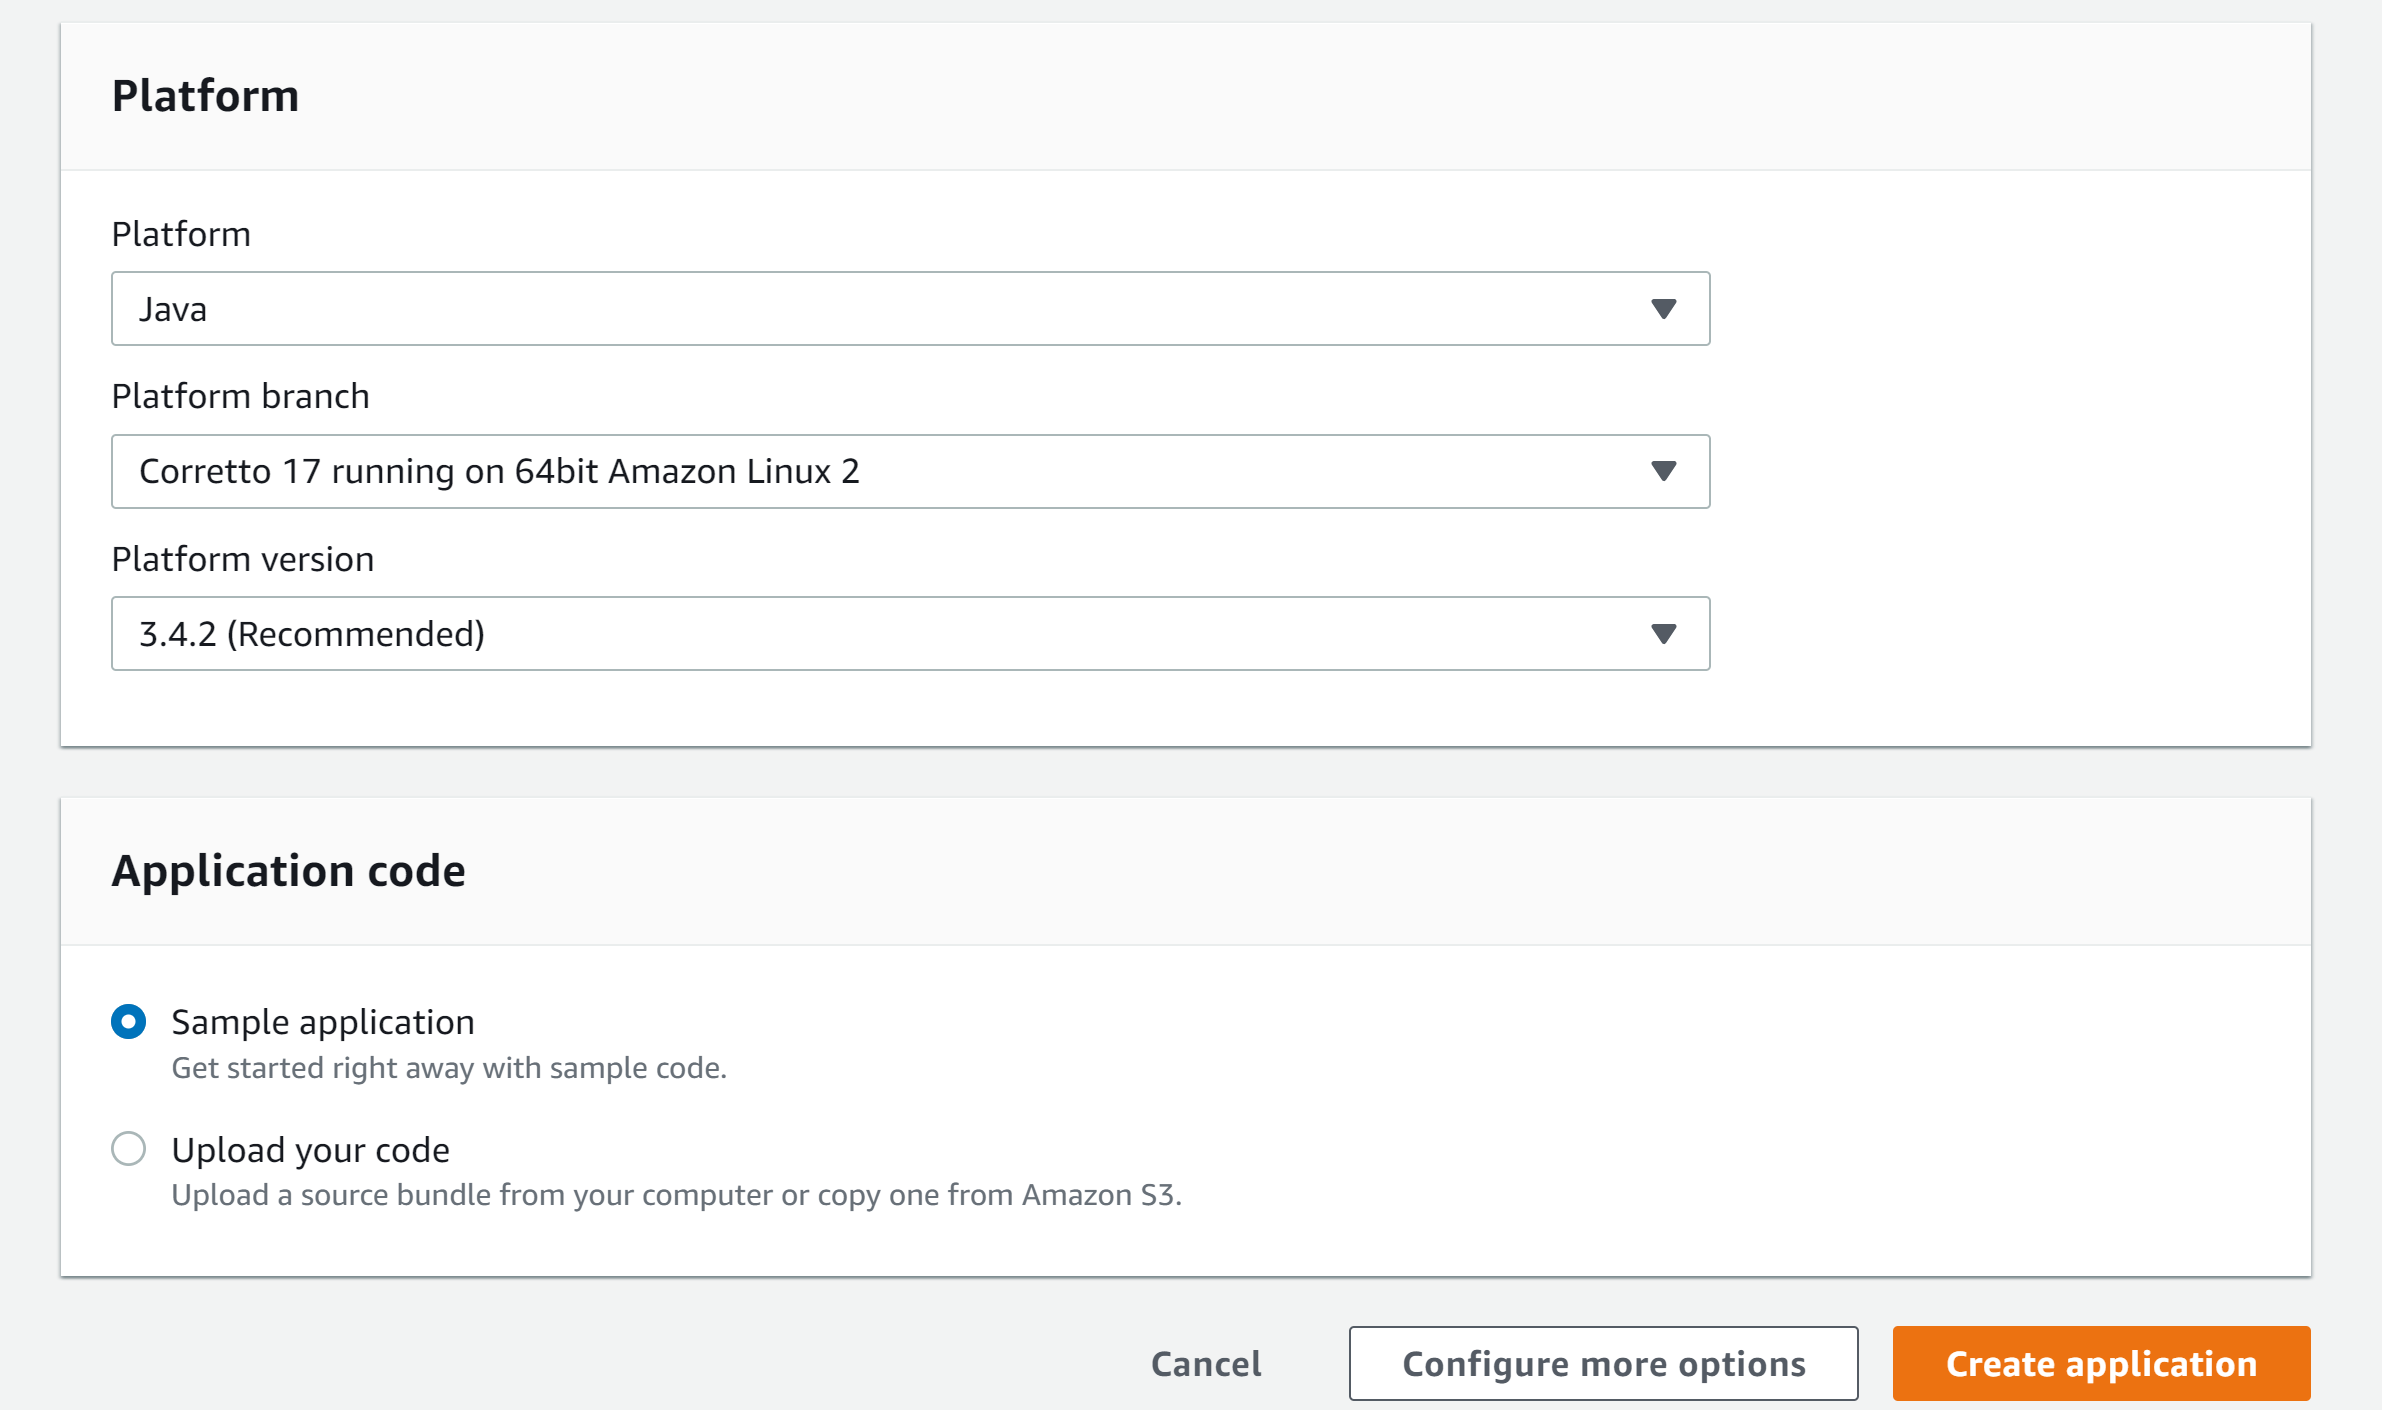 Platform
Platform
Java
Platform branch
Corretto 17 running on 64bit Amazon Linux 2
Platform version
3.4.2 (Recommended)
Application code
Sample application
Get started right away with sample code.
Upload your code
Upload a source bundle from your computer or copy one from Amazon S3.
Cancel
Configure more options
Create application